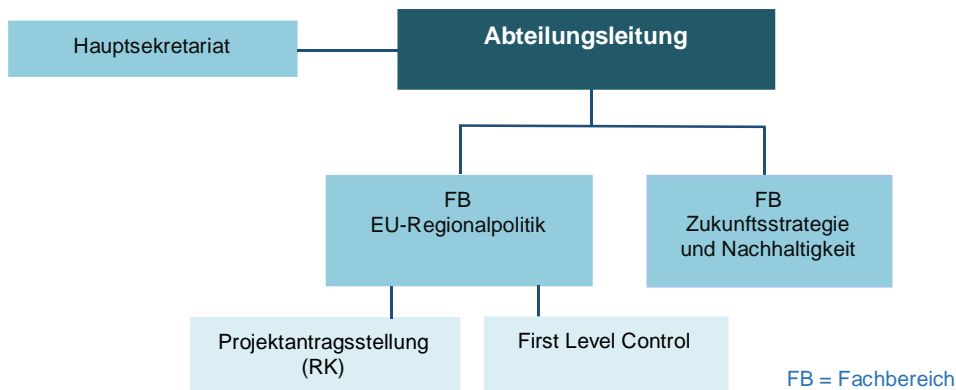 Hauptsekretariat
Abteilungsleitung
FB
EU-Regionalpolitik
FB
Zukunftsstrategie
und Nachhaltigkeit
Projektantragsstellung
(RK)
First Level Control
FB = Fachbereich